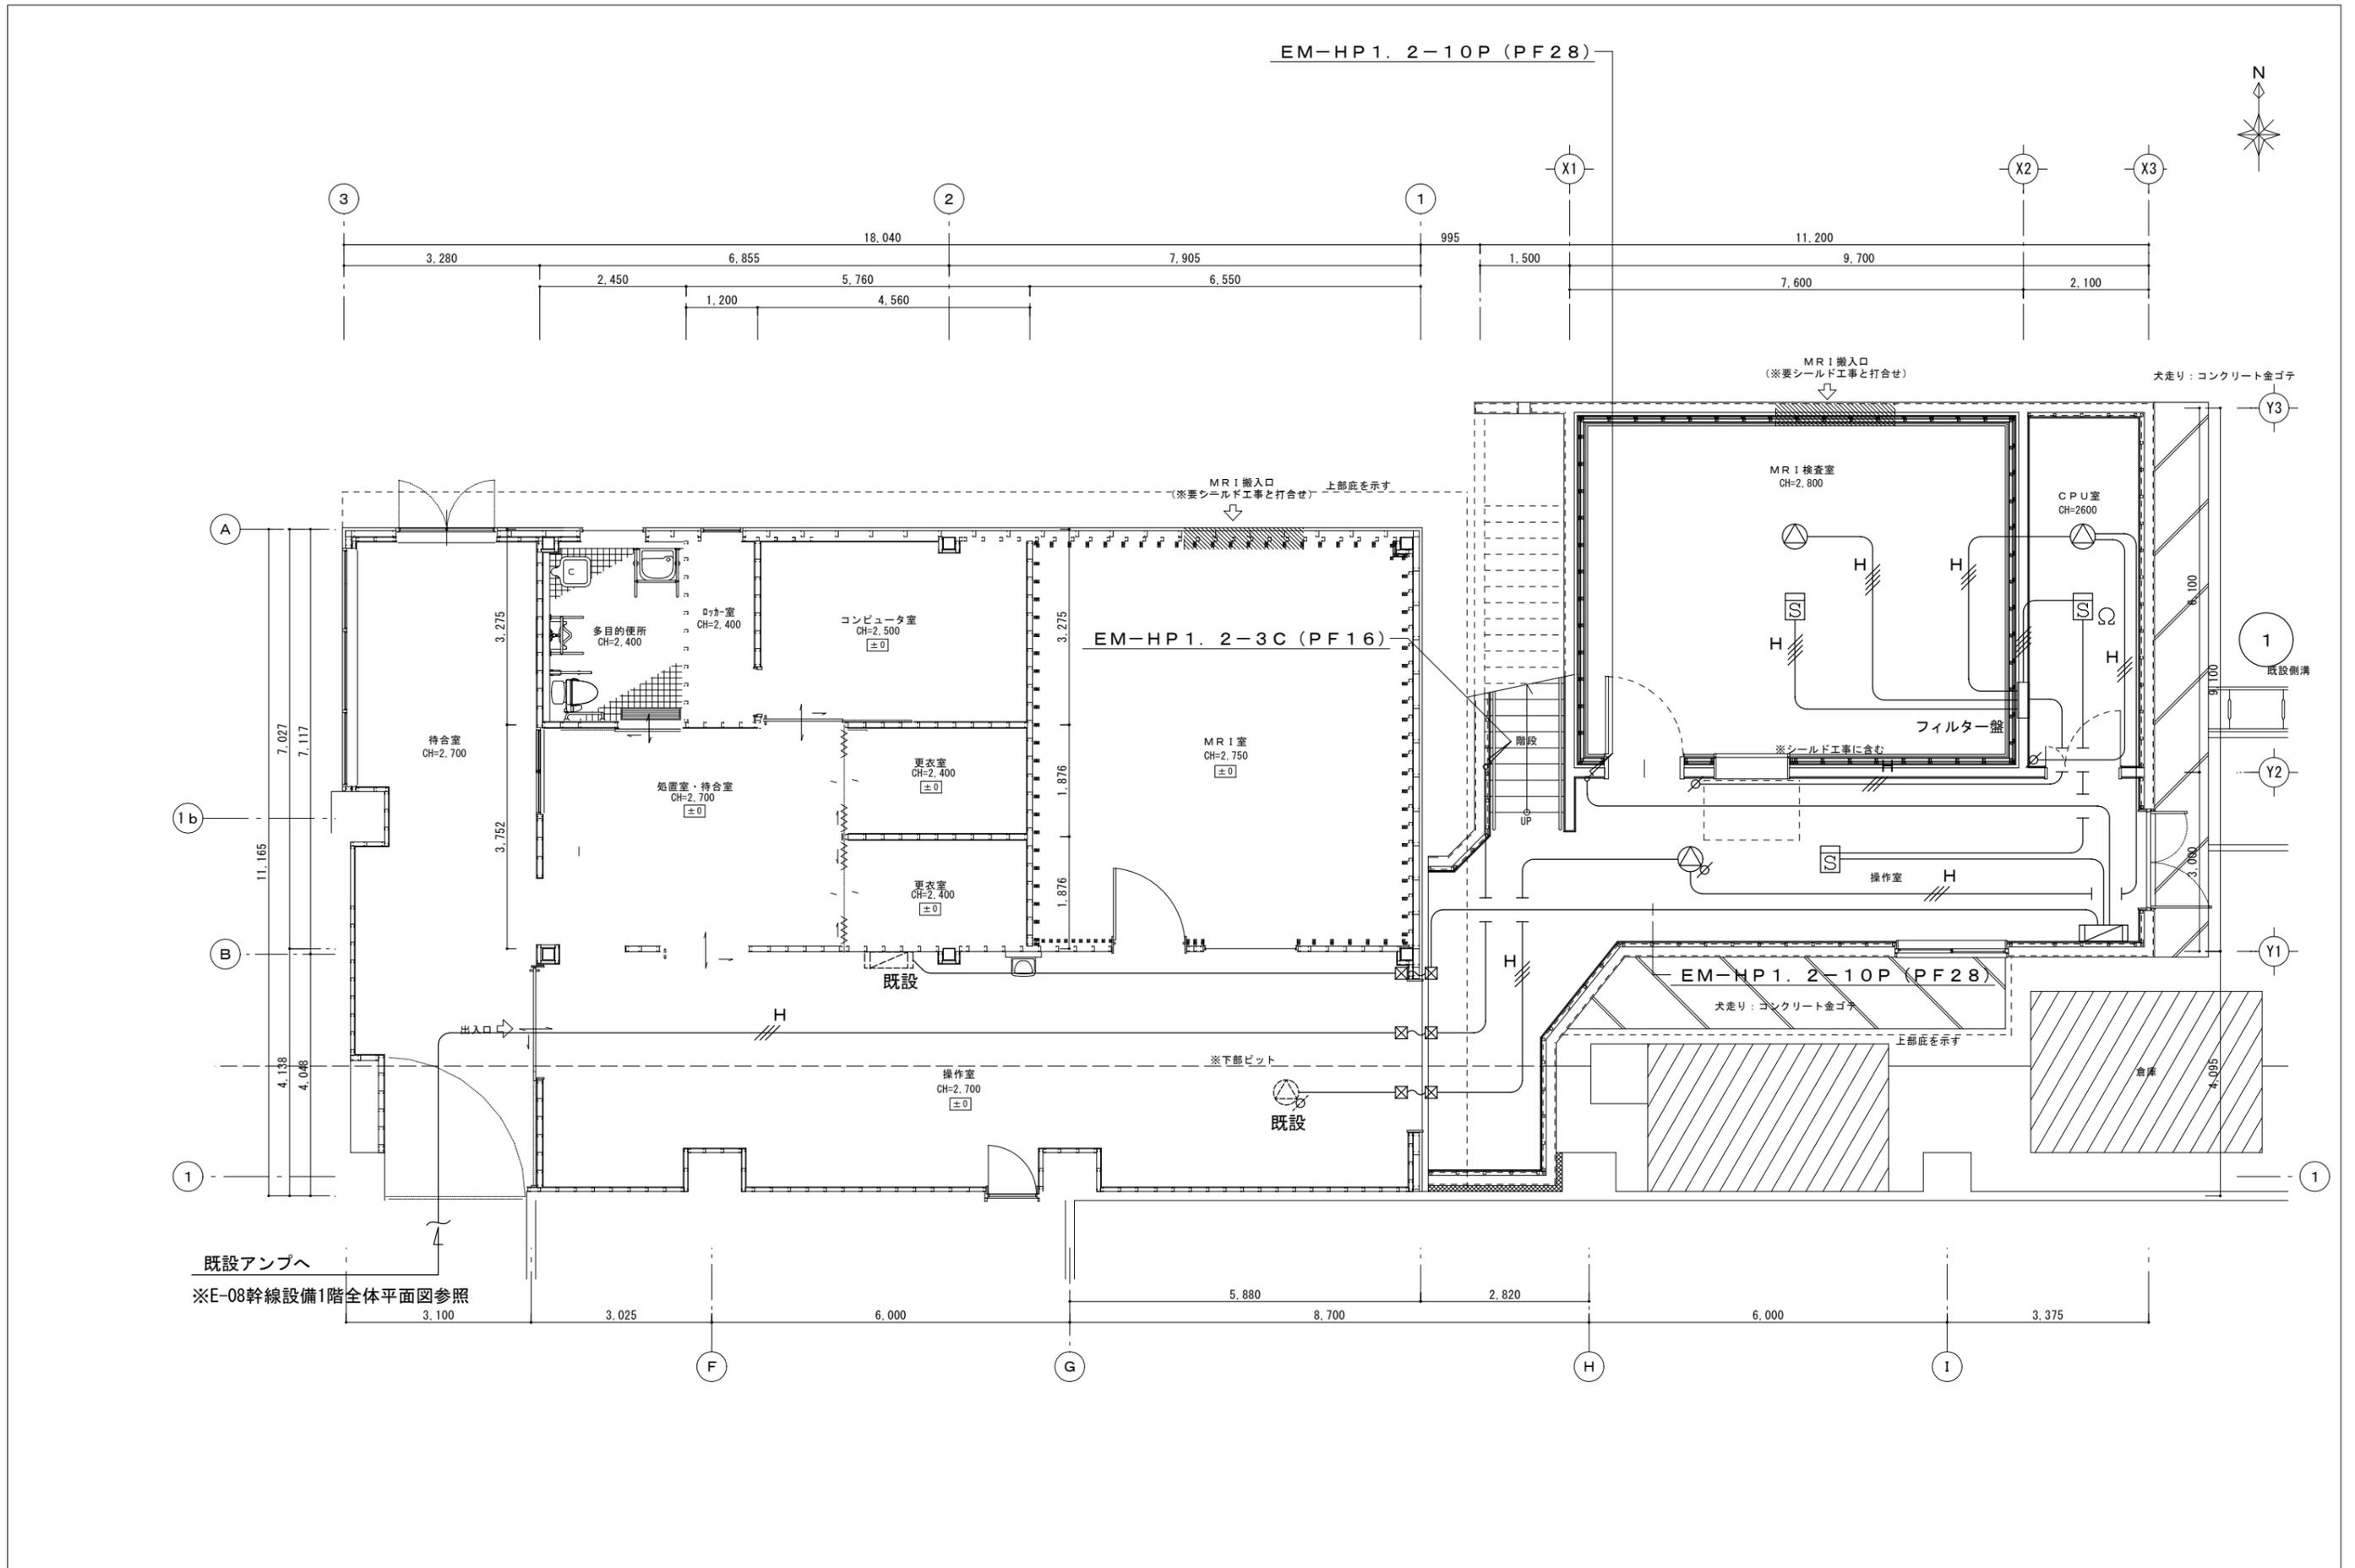 EM-HP1. 2-10P (PF28)
N
X1
X2
X3
3
2
1
18,040
995
11,200
3,280
6,855
7,905
1,500
9,700
2,450
5,760
6,550
7,600
2,100
1,200
4,560
MRI搬入口
(※要シールド工事と打合せ)
犬走り:コンクリート金ゴテ
Y3
MRI検査室
CH=2,800
MRI搬入口
(※要シールド工事と打合せ)
上部庇を示す
CPU室
CH=2600
A
H
H
6,100
3,275
多目的便所
CH=2,400
ロッカー室
CH=2,400
コンピュータ室
CH=2,500
±0
3,275
EM-HP1. 2-3C (PF16)
S
S
Ω
H
H
1
既設側溝
9,100
待合室
CH=2,700
7,027
7,117
フィルター盤
MRI室
CH=2,750
±0
階段
※シールド工事に含む
更衣室
CH=2,400
±0
1,876
処置室・待合室
CH=2,700
±0
H
Y2
1b
UP
3,752
11,165
S
操作室
H
3,000
更衣室
CH=2,400
±0
1,876
B
Y1
既設
H
EM-HP1. 2-10P (PF28)
犬走り:コンクリート金ゴテ
上部庇を示す
出入口
H
※下部ピット
4,138
4,048
操作室
CH=2,700
±0
既設
倉庫
4,095
1
1
既設アンプへ
※E-08幹線設備1階全体平面図参照
5,880
2,820
3,100
3,025
6,000
8,700
6,000
3,375
F
G
H
I